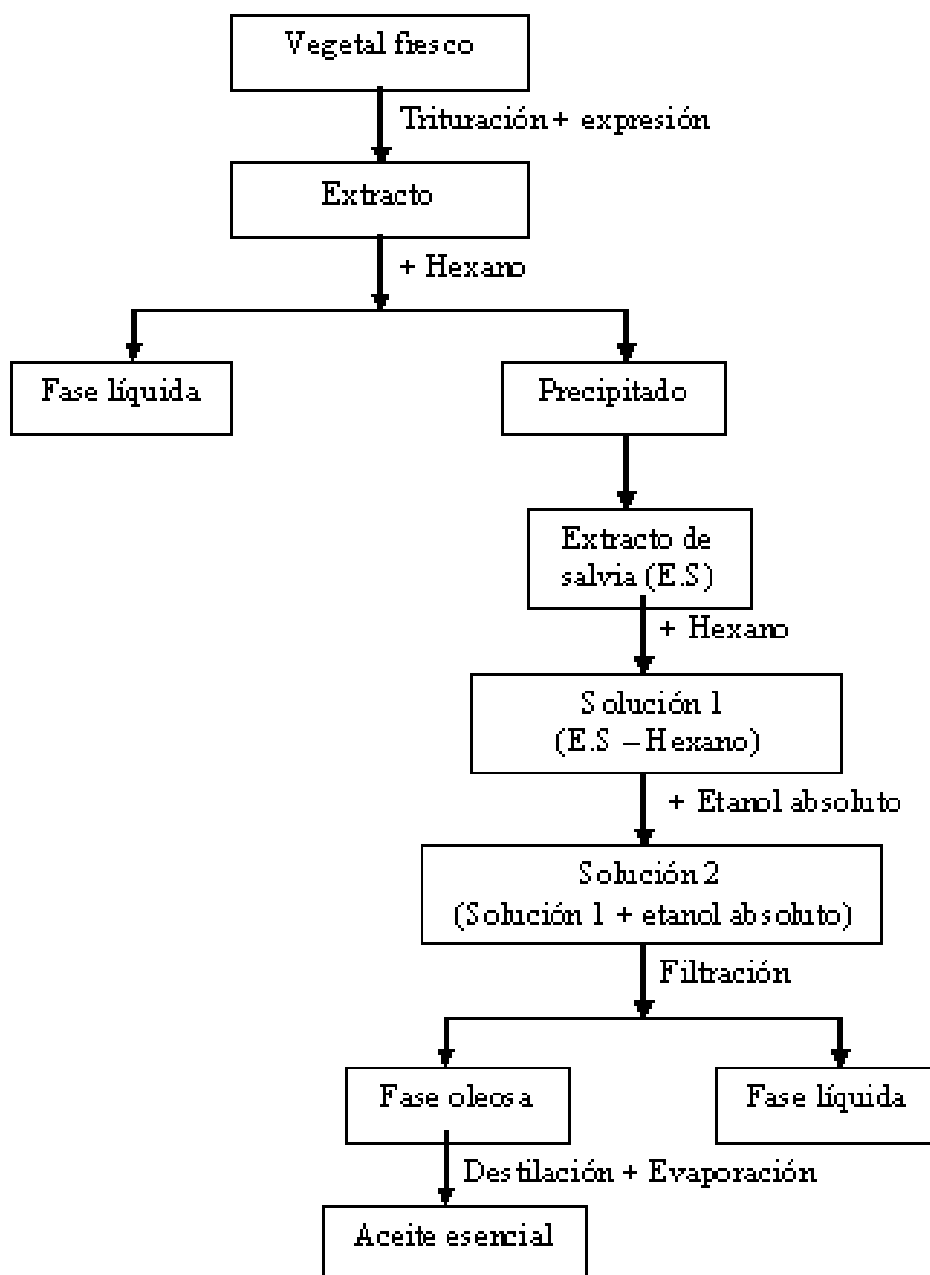 Vegetal fresco
Trituración + expresión
Extracto
+ Hexano
Fase líquida
Precipitado
Extracto de
salvia (E.S)
+ Hexano
Solución 1
(E.S – Hexano)
+ Etanol absoluto
Solución 2
(Solución 1 + etanol absoluto)
Filtración
Fase oleosa
Fase líquida
Destilación + Evaporación
Aceite esencial